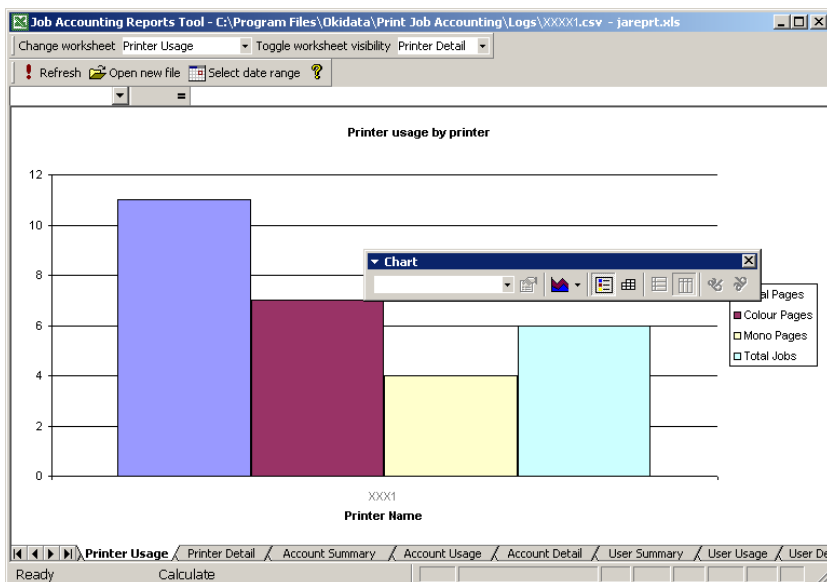 Job Accounting Reports Tool - C:\Program Files\Okidata\Print Job Accounting\Logs\XXXX1.csv - jareprt.xls
Change worksheet Printer Usage Toggle worksheet visibility Printer Detail
! Refresh Open new file Select date range ?
=
Printer usage by printer
12
10
8
6
4
2
0
Chart
al Pages
Colour Pages
Mono Pages
Total Jobs
XXX1
Printer Name
Printer Usage Printer Detail Account Summary Account Usage Account Detail User Summary User Usage User De
Ready Calculate